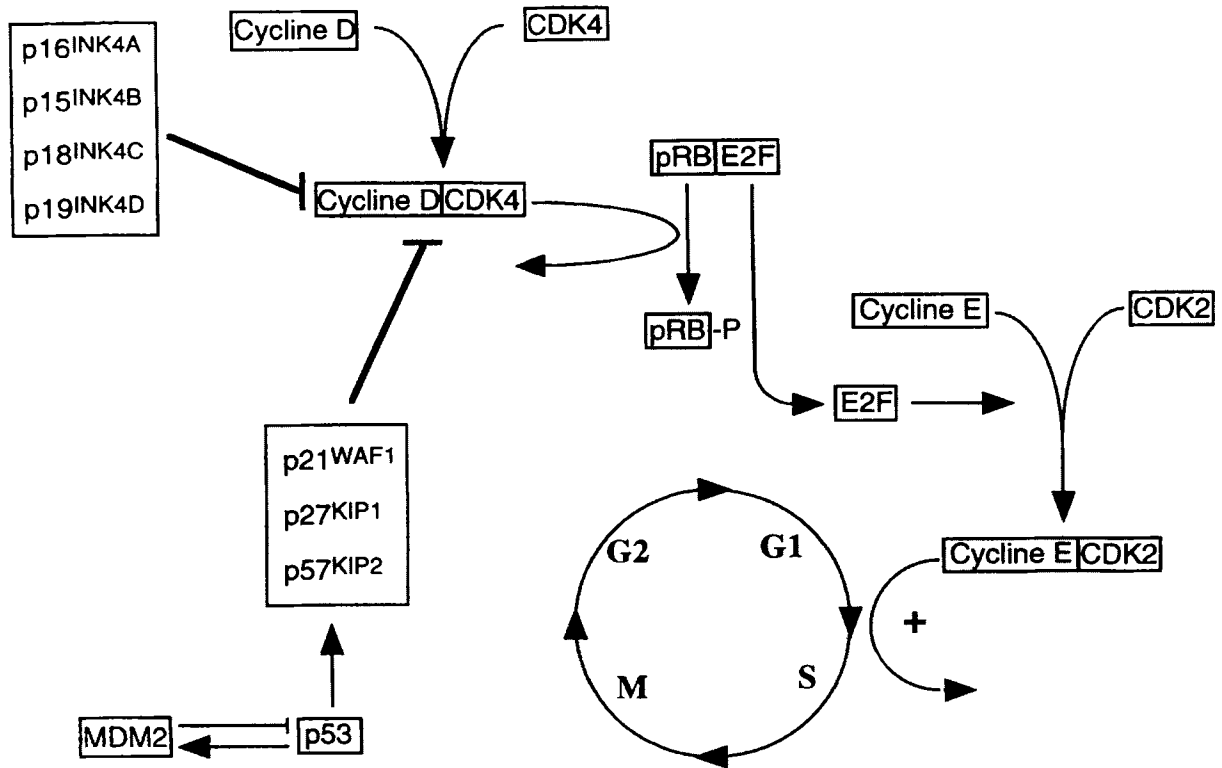 p16INK4A
p15INK4B
p18INK4C
p19INK4D
Cycline D
CDK4
Cycline D CDK4
pRB E2F
pRB-P
Cycline E
CDK2
E2F
Cycline E CDK2
+
p21WAF1
p27KIP1
p57KIP2
G2
G1
M
S
MDM2
p53